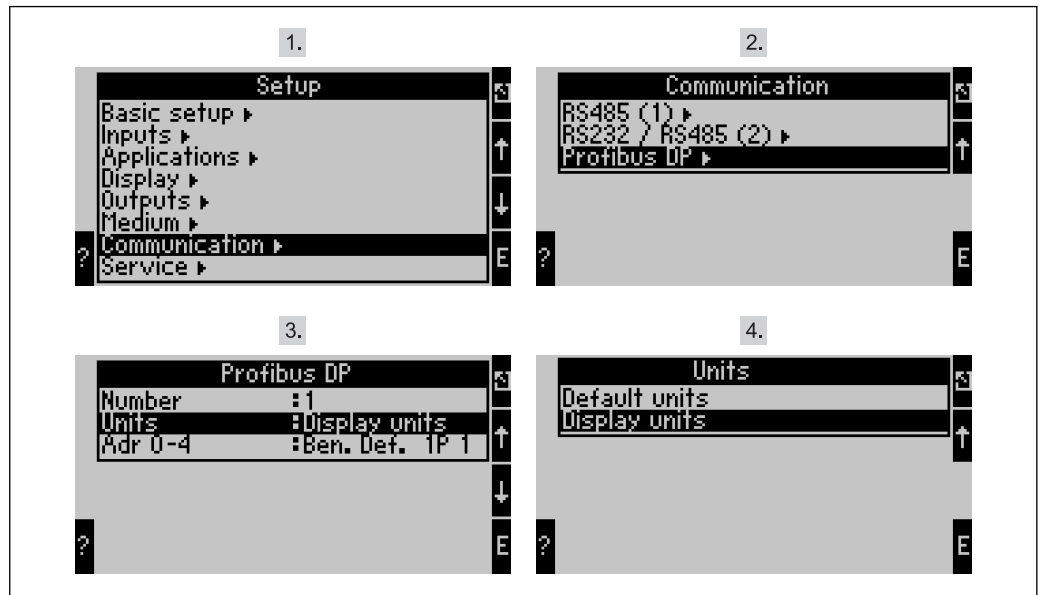 1.
Setup
Basic setup ▸
Inputs ▸
Applications ▸
Display ▸
Outputs ▸
Medium ▸
Communication ▸
Service ▸
?
↑
↓
E
2.
Communication
RS485 (1) ▸
RS232 / RS485 (2) ▸
Profibus DP ▸
?
↑
E
3.
Profibus DP
Number :1
Units :Display units
Adr 0-4 :Ben. Def. 1P 1
?
↑
↓
E
4.
Units
Default units
Display units
?
↑
E